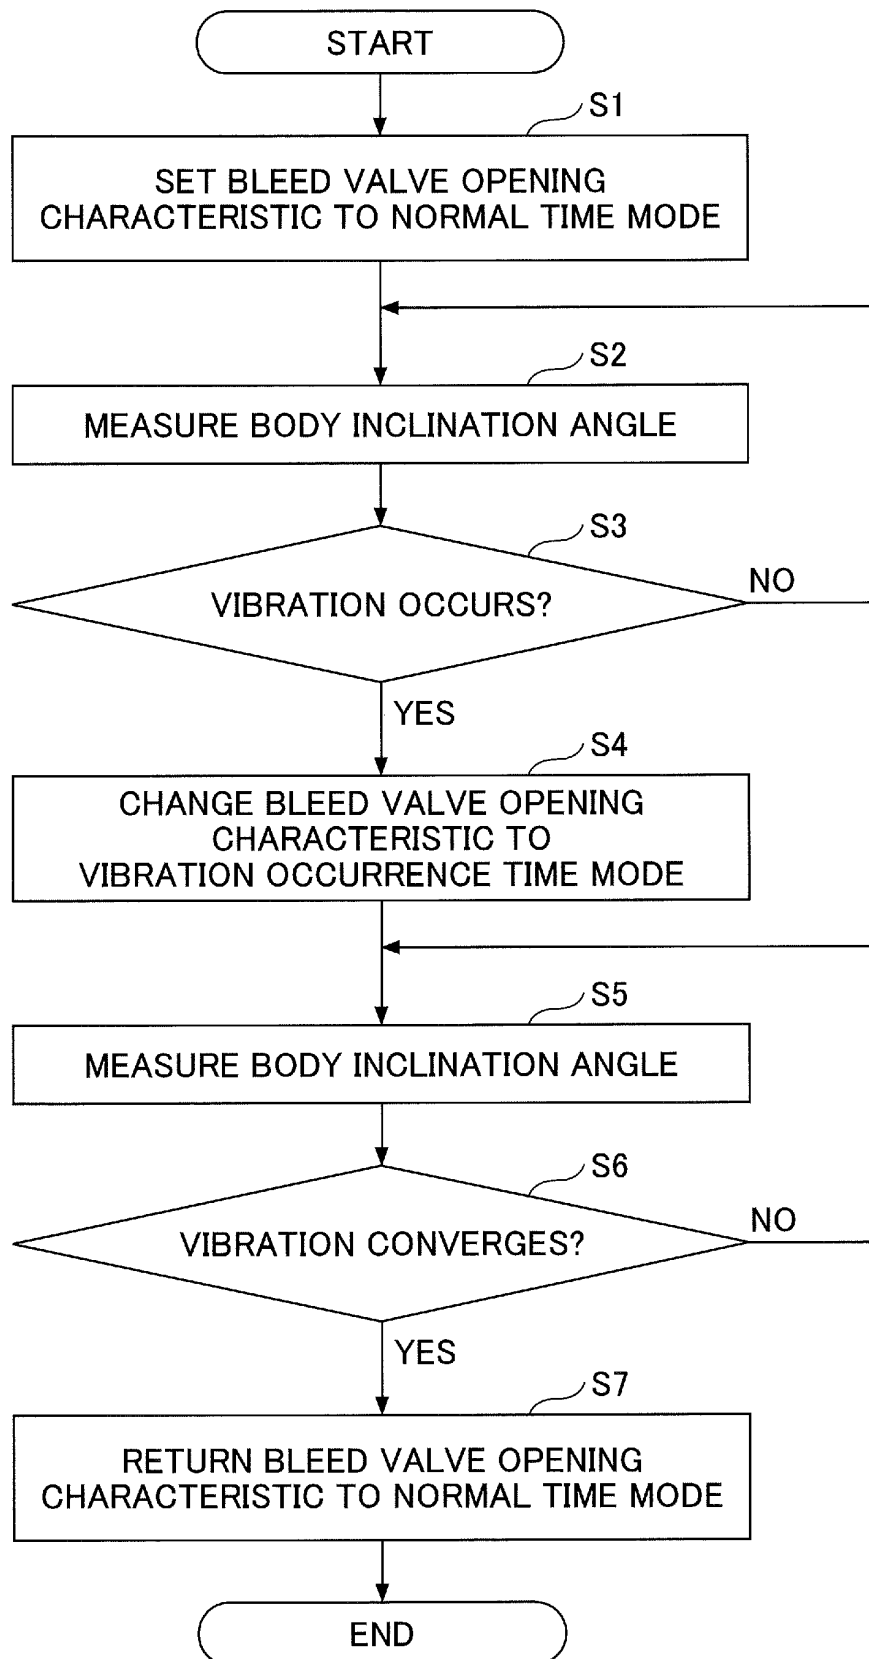 START
S1
SET BLEED VALVE OPENING
CHARACTERISTIC TO NORMAL TIME MODE
S2
MEASURE BODY INCLINATION ANGLE
S3
VIBRATION OCCURS?
NO
YES
S4
CHANGE BLEED VALVE OPENING
CHARACTERISTIC TO
VIBRATION OCCURRENCE TIME MODE
S5
MEASURE BODY INCLINATION ANGLE
S6
VIBRATION CONVERGES?
NO
YES
S7
RETURN BLEED VALVE OPENING
CHARACTERISTIC TO NORMAL TIME MODE
END